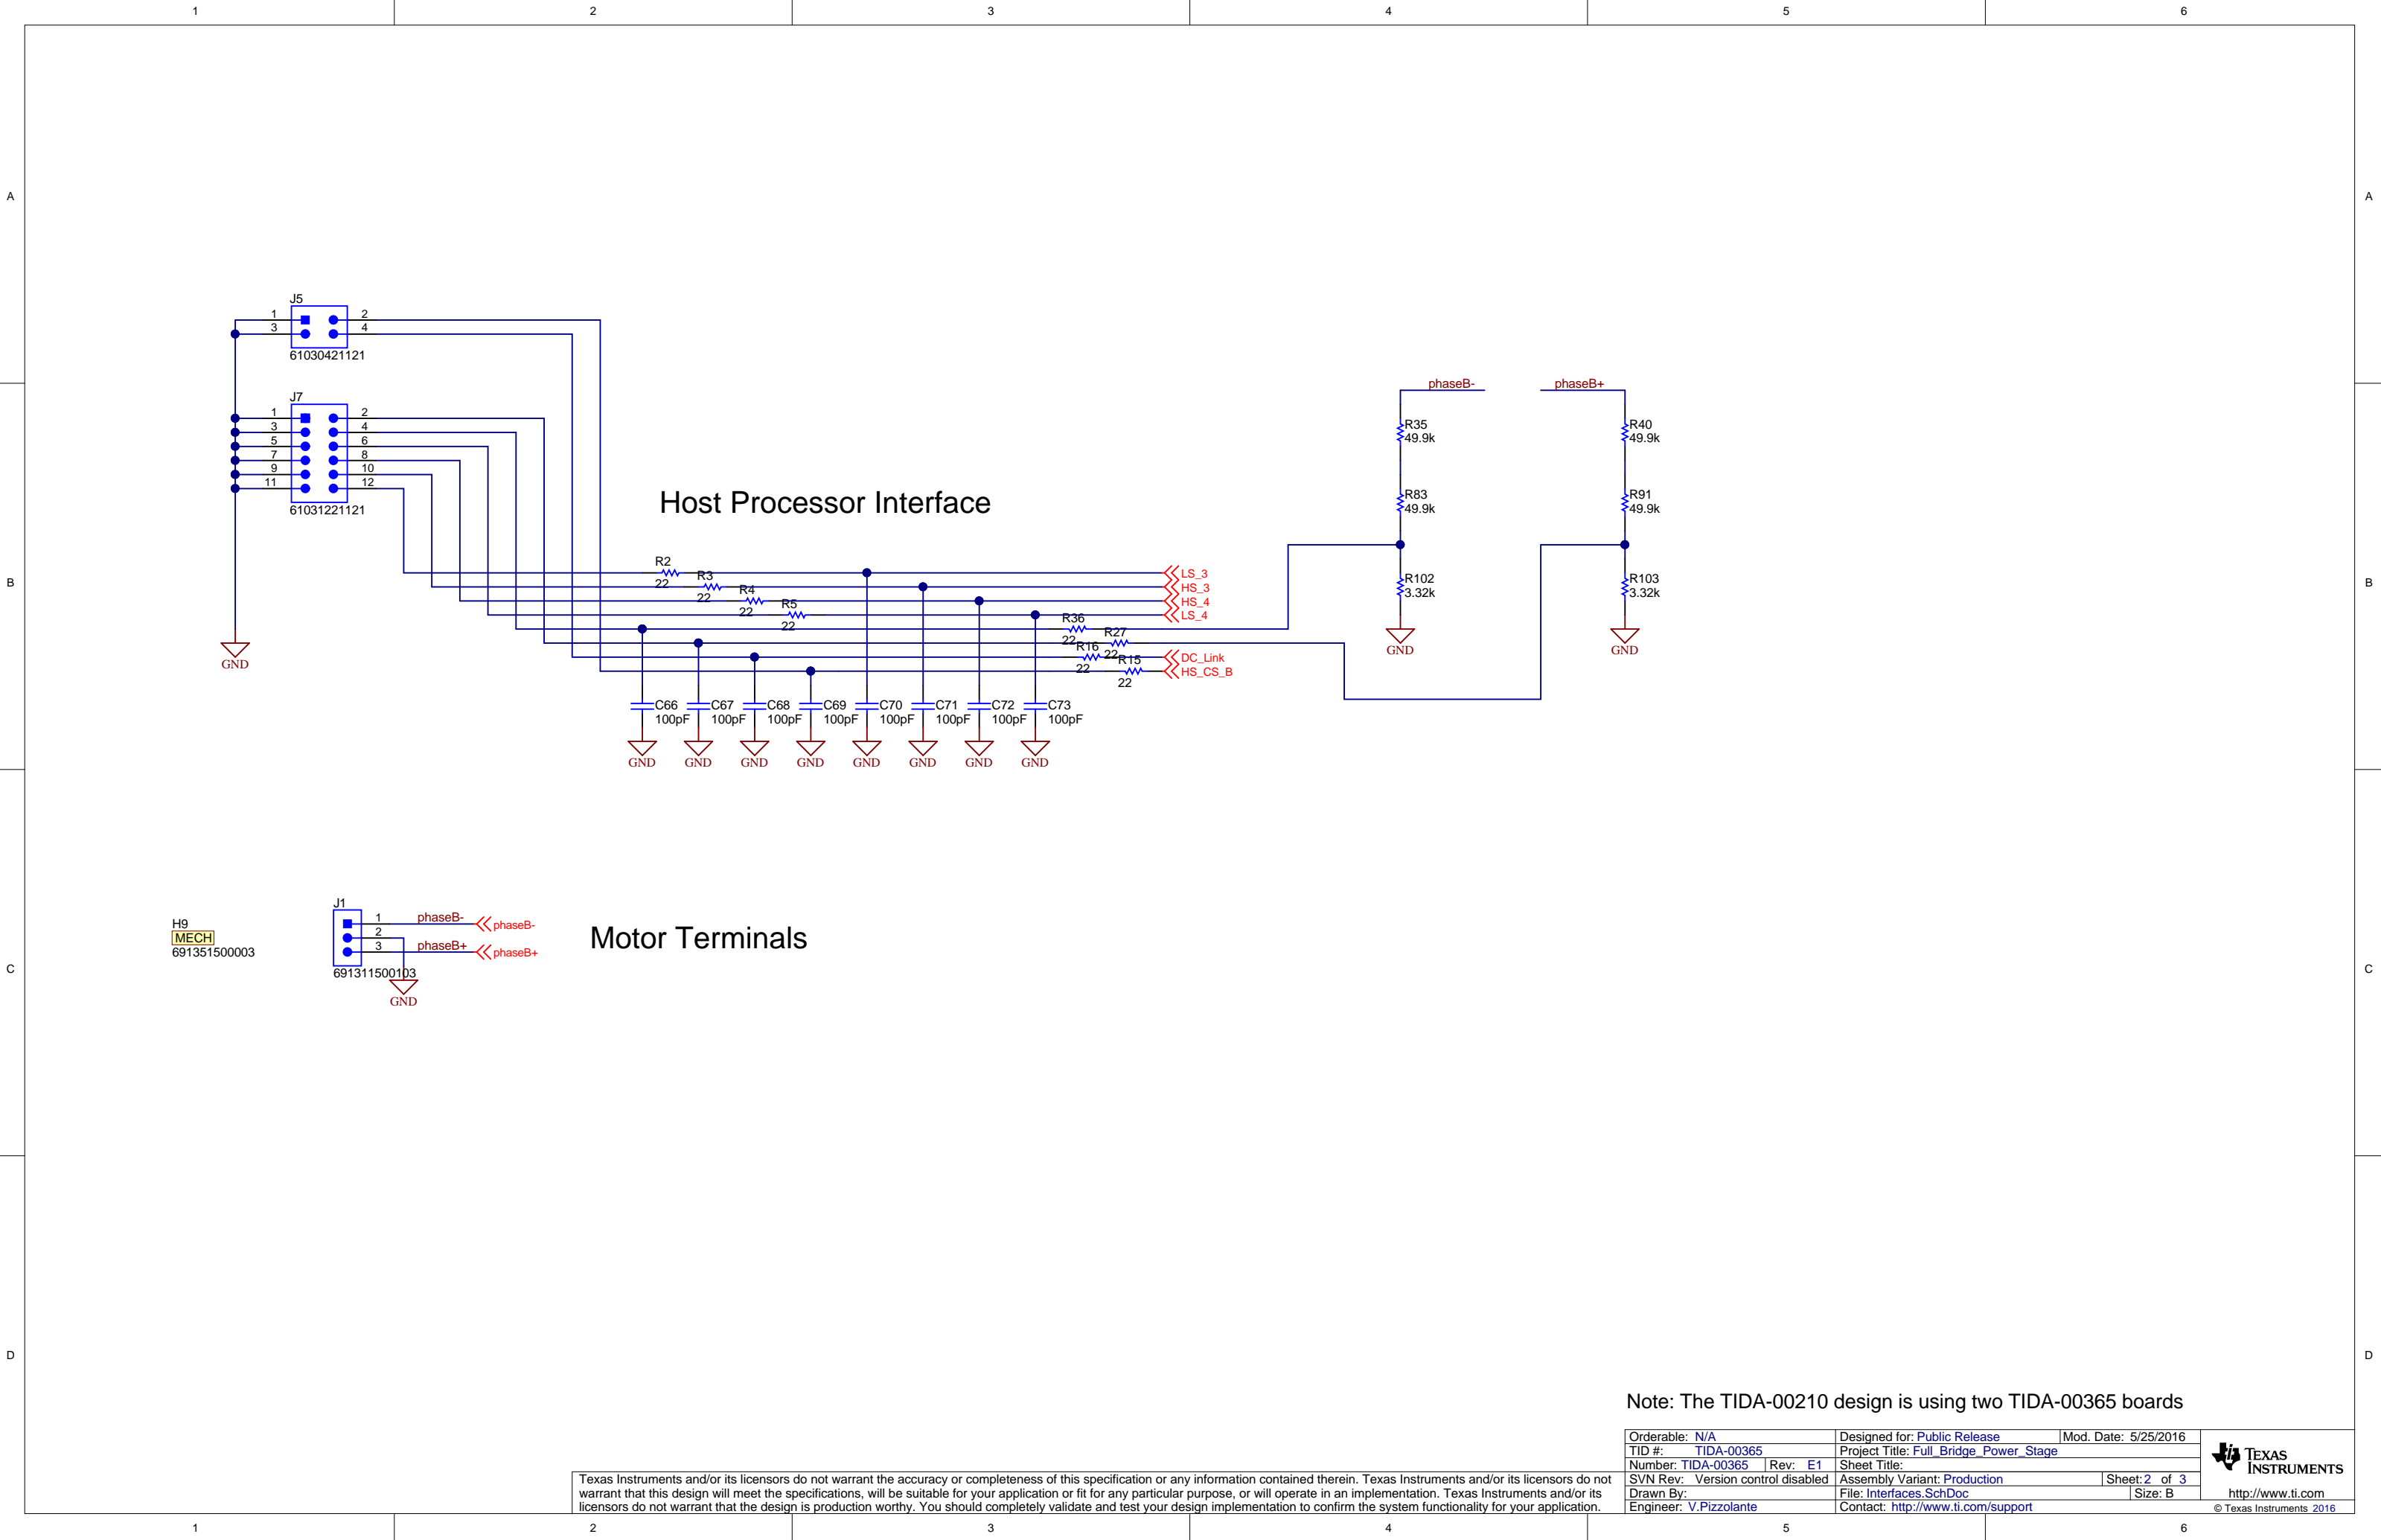 1 2 3 4 5 6
A A
J5
1 2
3 4
61030421121
J7
1 2
3 4
5 6
7 8
9 10
11 12
61031221121
GND
Host Processor Interface
phaseB- phaseB+
R35
49.9k
R40
49.9k
R83
49.9k
R91
49.9k
R102
3.32k
R103
3.32k
GND GND
B B
R2
22
R3
22
R4
22
R5
22
R36
22
R27
22
R16
22
R15
22
LS_3
HS_3
HS_4
LS_4
DC_Link
HS_CS_B
C66
100pF
C67
100pF
C68
100pF
C69
100pF
C70
100pF
C71
100pF
C72
100pF
C73
100pF
GND GND GND GND GND GND GND GND
H9
MECH
691351500003
J1
1 phaseB- phaseB-
2
3 phaseB+ phaseB+
691311500103
GND
Motor Terminals
C C
D D
Note: The TIDA-00210 design is using two TIDA-00365 boards
Texas Instruments and/or its licensors do not warrant the accuracy or completeness of this specification or any information contained therein. Texas Instruments and/or its licensors do not
warrant that this design will meet the specifications, will be suitable for your application or fit for any particular purpose, or will operate in an implementation. Texas Instruments and/or its
licensors do not warrant that the design is production worthy. You should completely validate and test your design implementation to confirm the system functionality for your application.
Orderable: N/A Designed for: Public Release Mod. Date: 5/25/2016
TID #: TIDA-00365 Project Title: Full_Bridge_Power_Stage
Number: TIDA-00365 Rev: E1 Sheet Title:
SVN Rev: Version control disabled Assembly Variant: Production Sheet: 2 of 3
Drawn By: File: Interfaces.SchDoc Size: B
Engineer: V.Pizzolante Contact: http://www.ti.com/support
TEXAS
INSTRUMENTS
http://www.ti.com
© Texas Instruments 2016
1 2 3 4 5 6